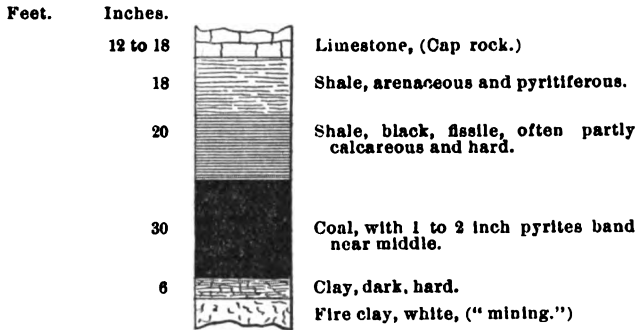 Feet. Inches.
12 to 18 Limestone, (Cap rock.)
18 Shale, arenaceous and pyritiferous.
20 Shale, black, fissile, often partly
calcareous and hard.
30 Coal, with 1 to 2 inch pyrites band
near middle.
6 Clay, dark, hard.
Fire clay, white, ("mining.")